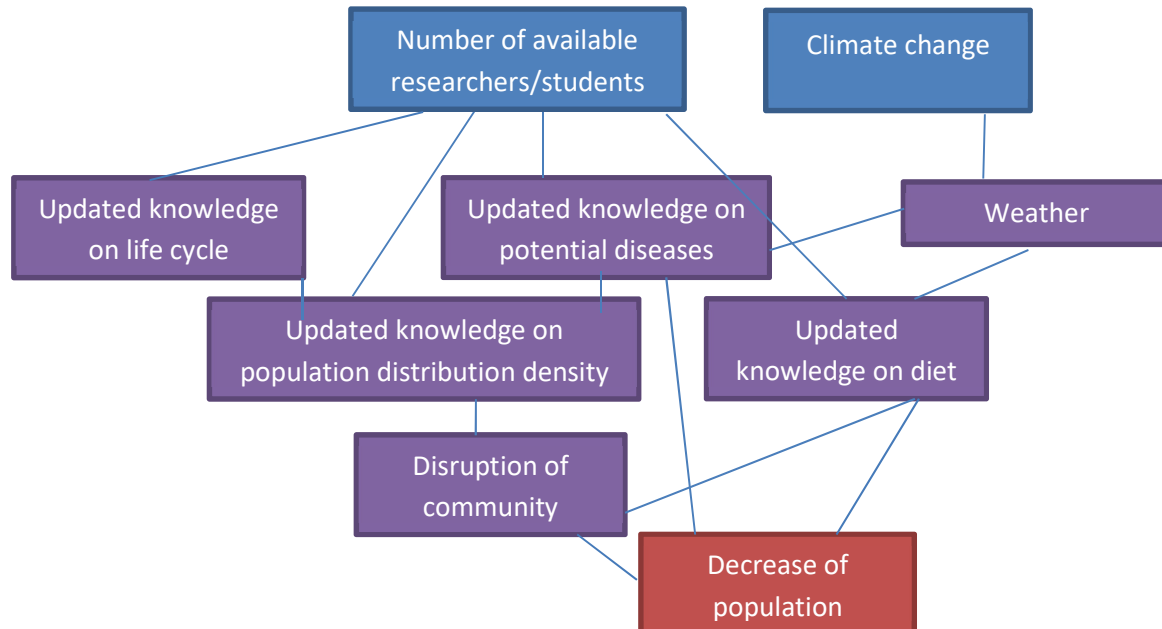 Number of available
researchers/students
Climate change
Updated knowledge
on life cycle
Updated knowledge on
potential diseases
Weather
Updated knowledge on
population distribution density
Updated
knowledge on diet
Disruption of
community
Decrease of
population